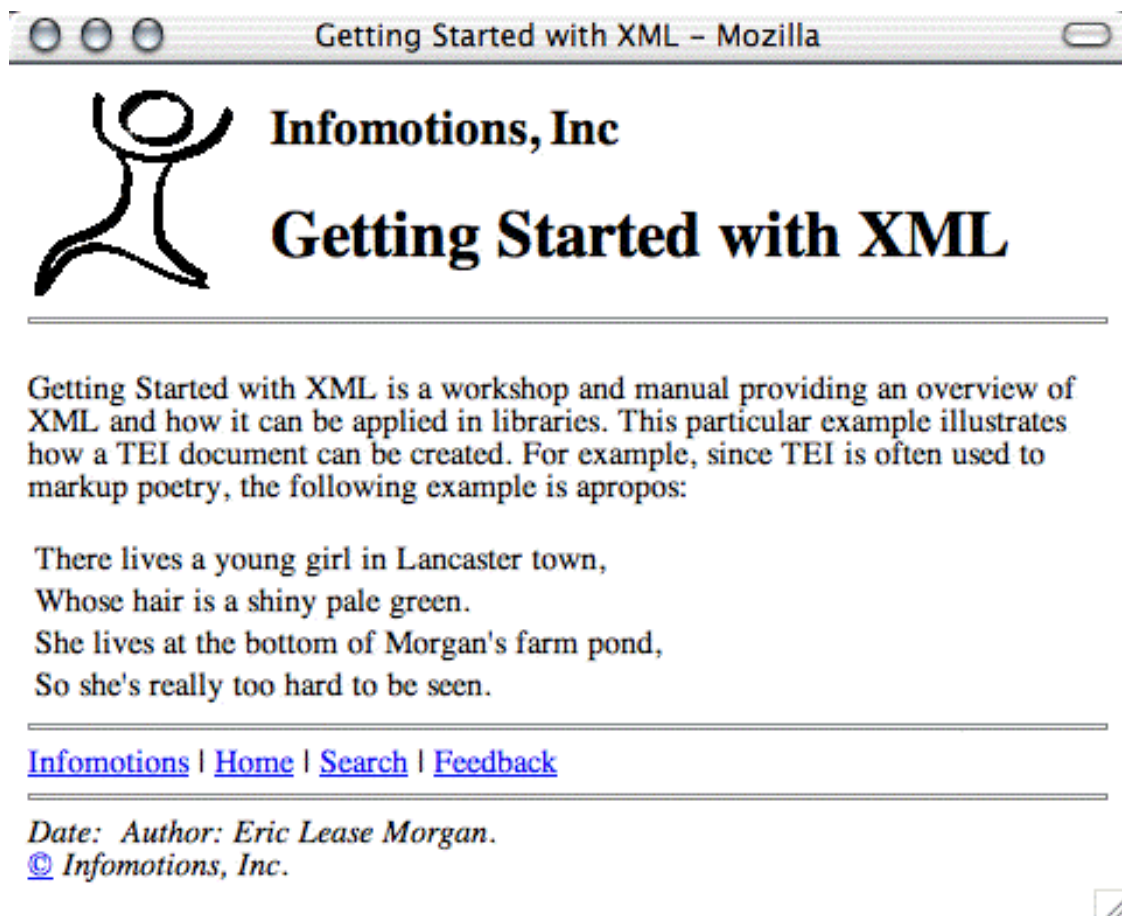 Getting Started with XML – Mozilla
Infomotions, Inc
Getting Started with XML
Getting Started with XML is a workshop and manual providing an overview of
XML and how it can be applied in libraries. This particular example illustrates
how a TEI document can be created. For example, since TEI is often used to
markup poetry, the following example is apropos:
There lives a young girl in Lancaster town,
Whose hair is a shiny pale green.
She lives at the bottom of Morgan's farm pond,
So she's really too hard to be seen.
Infomotions | Home | Search | Feedback
Date: Author: Eric Lease Morgan.
© Infomotions, Inc.